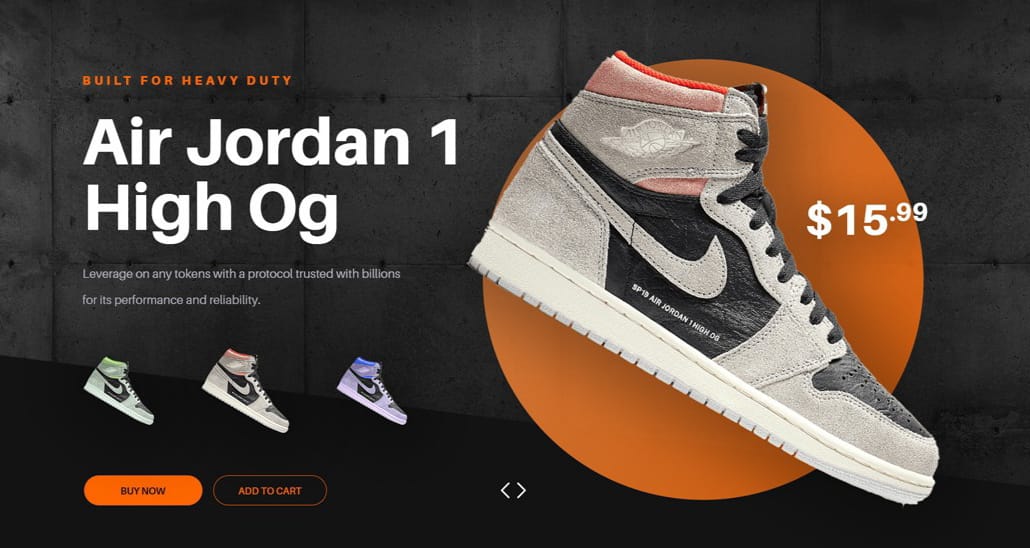 BUILT FOR HEAVY DUTY
Air Jordan 1
High Og
Leverage on any tokens with a protocol trusted with billions
for its performance and reliability.
$15.99
SP19 AIR JORDAN 1 HIGH OG
BUY NOW
ADD TO CART